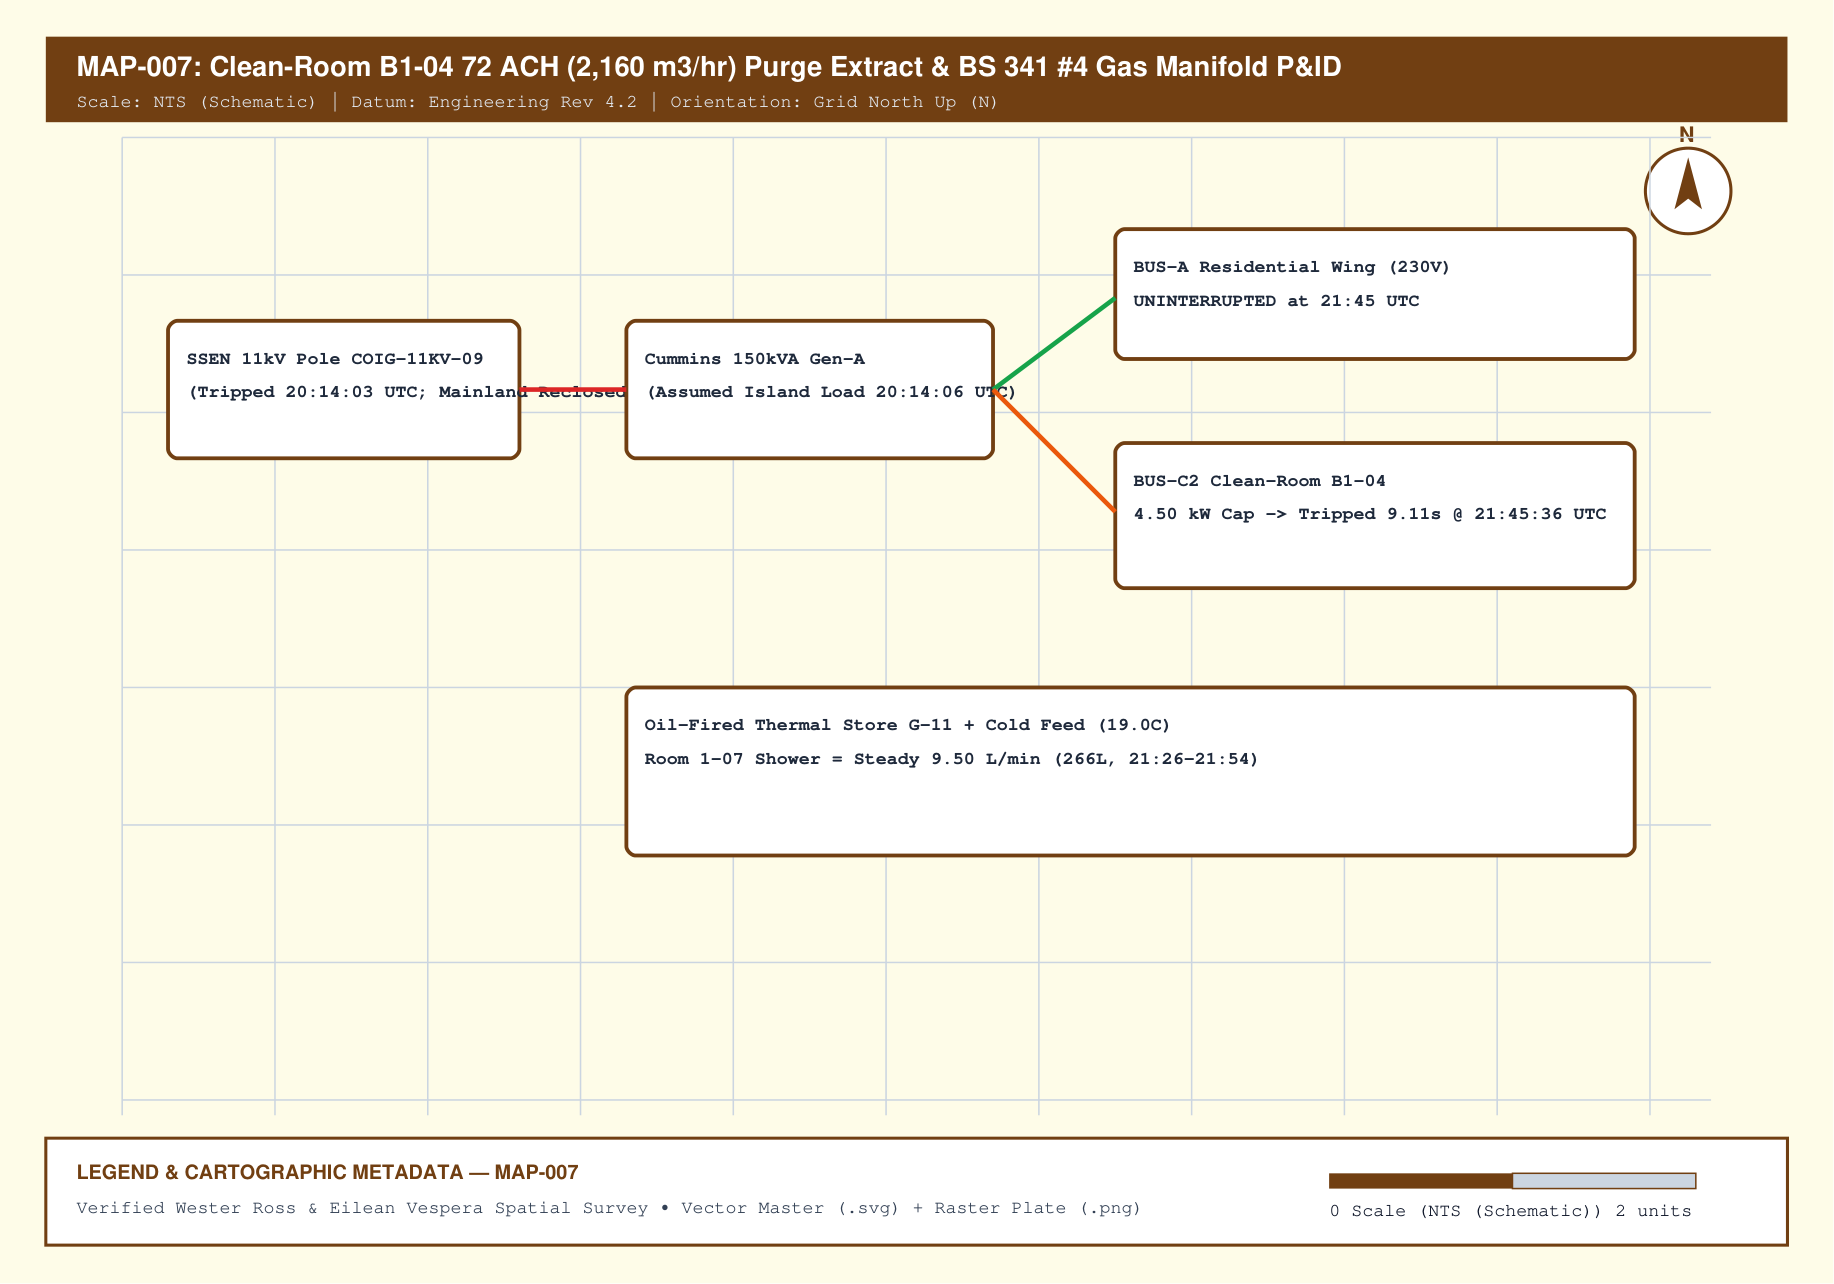 MAP-007: Clean-Room B1-04 72 ACH (2,160 m3/hr) Purge Extract & BS 341 #4 Gas Manifold P&ID
Scale: NTS (Schematic) | Datum: Engineering Rev 4.2 | Orientation: Grid North Up (N)
N
BUS-A Residential Wing (230V)
UNINTERRUPTED at 21:45 UTC
SSEN 11kV Pole COIG-11KV-09
(Tripped 20:14:03 UTC; Mainland Reclosed
Cummins 150kVA Gen-A
(Assumed Island Load 20:14:06 UTC)
BUS-C2 Clean-Room B1-04
4.50 kW Cap -> Tripped 9.11s @ 21:45:36 UTC
Oil-Fired Thermal Store G-11 + Cold Feed (19.0C)
Room 1-07 Shower = Steady 9.50 L/min (266L, 21:26-21:54)
LEGEND & CARTOGRAPHIC METADATA — MAP-007
Verified Wester Ross & Eilean Vespera Spatial Survey • Vector Master (.svg) + Raster Plate (.png)
0 Scale (NTS (Schematic)) 2 units